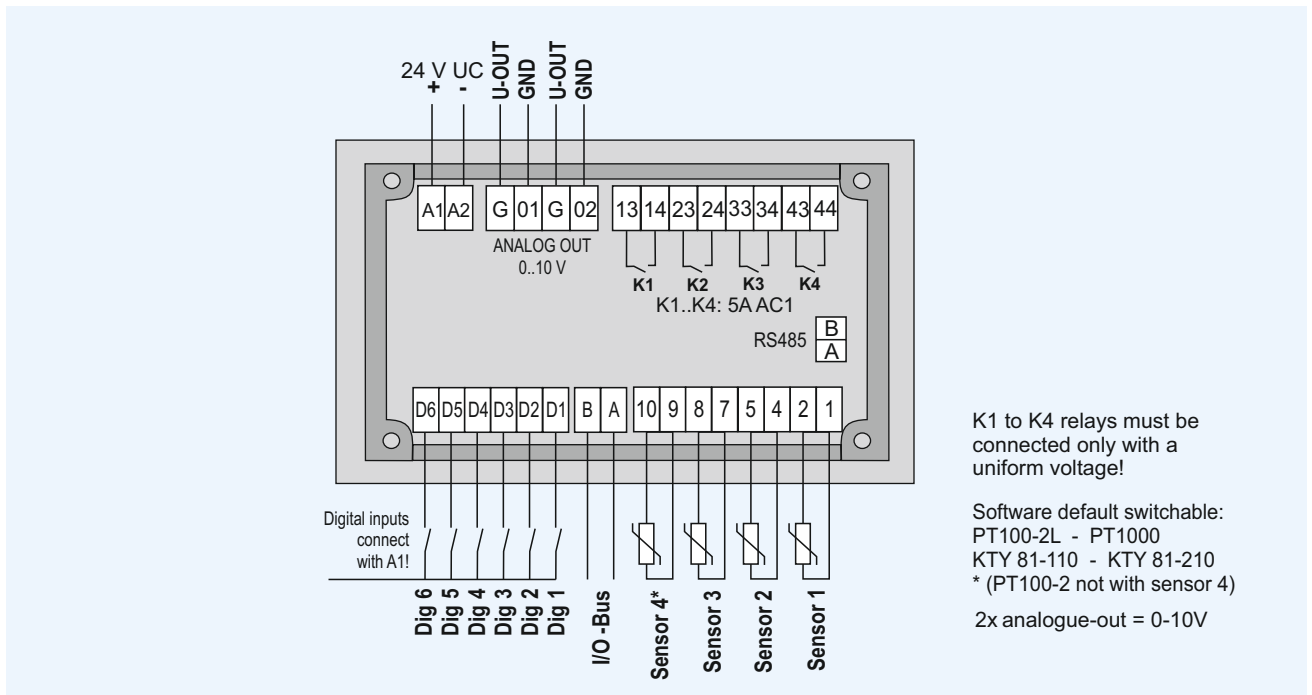 24 V UC
+ -
U-OUT
GND
U-OUT
GND
A1 A2 G 01 G 02 13 14 23 24 33 34 43 44
ANALOG OUT
0..10 V
K1 K2 K3 K4
K1..K4: 5A AC1
RS485
B
A
D6 D5 D4 D3 D2 D1 B A 10 9 8 7 5 4 2 1
Digital inputs
connect
with A1!
Dig 6
Dig 5
Dig 4
Dig 3
Dig 2
Dig 1
I/O -Bus
Sensor 4*
Sensor 3
Sensor 2
Sensor 1
K1 to K4 relays must be
connected only with a
uniform voltage!
Software default switchable:
PT100-2L - PT1000
KTY 81-110 - KTY 81-210
* (PT100-2 not with sensor 4)
2x analogue-out = 0-10V